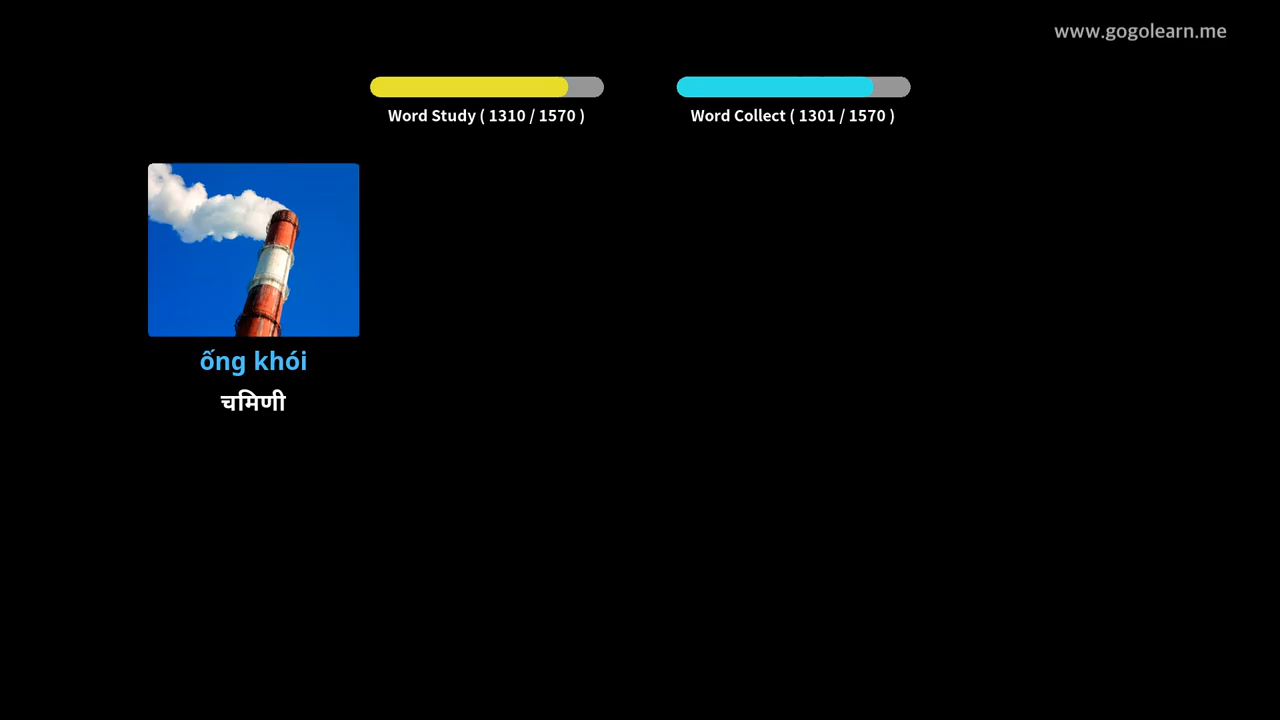 www.gogolearn.me
Word Study ( 1310 / 1570 )
Word Collect ( 1301 / 1570 )
ống khói
चमिणी